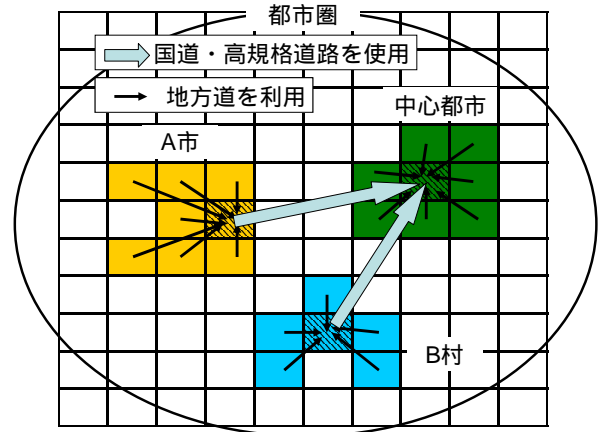 都市圏
国道・高規格道路を使用
地方道を利用
中心都市
A市
B村